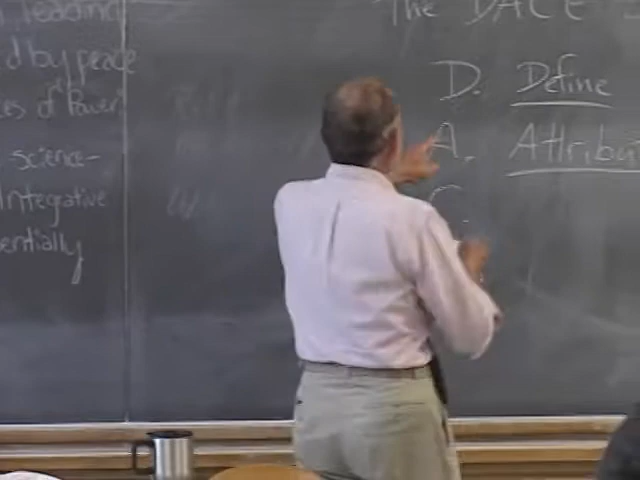 leading
d by peace
es of "Power"
science-
Integrative
entially
The DACE
D. Define
A. Attribut
C